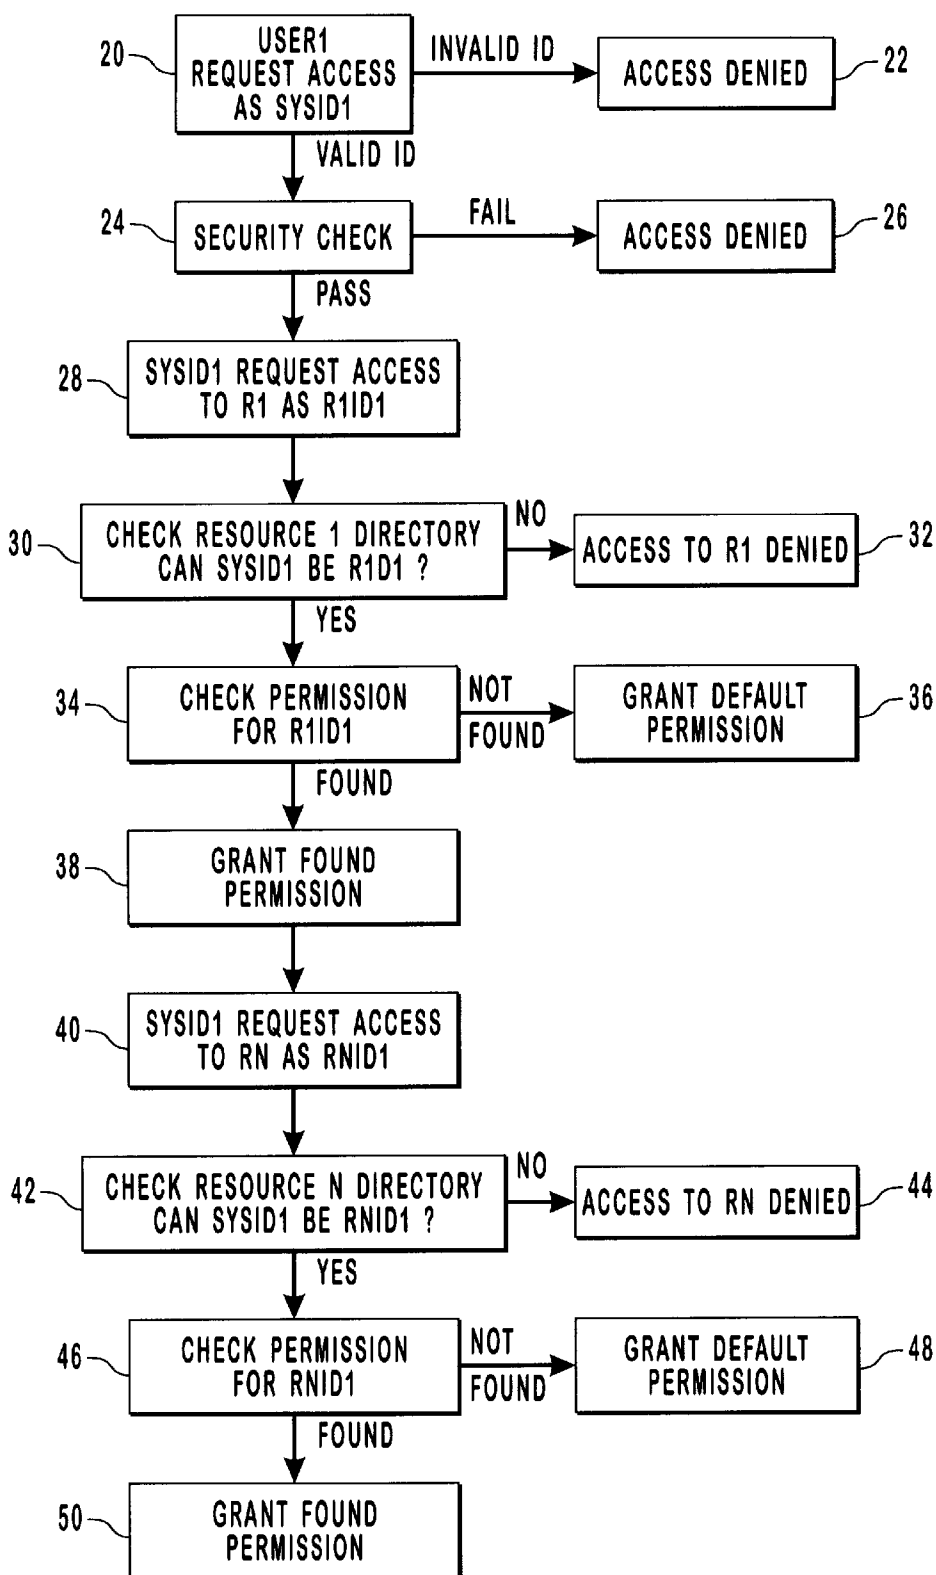 20
USER1
REQUEST ACCESS
AS SYSID1
INVALID ID
ACCESS DENIED
22
VALID ID
24
SECURITY CHECK
FAIL
ACCESS DENIED
26
PASS
28
SYSID1 REQUEST ACCESS
TO R1 AS R1ID1
30
CHECK RESOURCE 1 DIRECTORY
CAN SYSID1 BE R1D1 ?
NO
ACCESS TO R1 DENIED
32
YES
34
CHECK PERMISSION
FOR R1ID1
NOT
FOUND
GRANT DEFAULT
PERMISSION
36
FOUND
38
GRANT FOUND
PERMISSION
40
SYSID1 REQUEST ACCESS
TO RN AS RNID1
42
CHECK RESOURCE N DIRECTORY
CAN SYSID1 BE RNID1 ?
NO
ACCESS TO RN DENIED
44
YES
46
CHECK PERMISSION
FOR RNID1
NOT
FOUND
GRANT DEFAULT
PERMISSION
48
FOUND
50
GRANT FOUND
PERMISSION